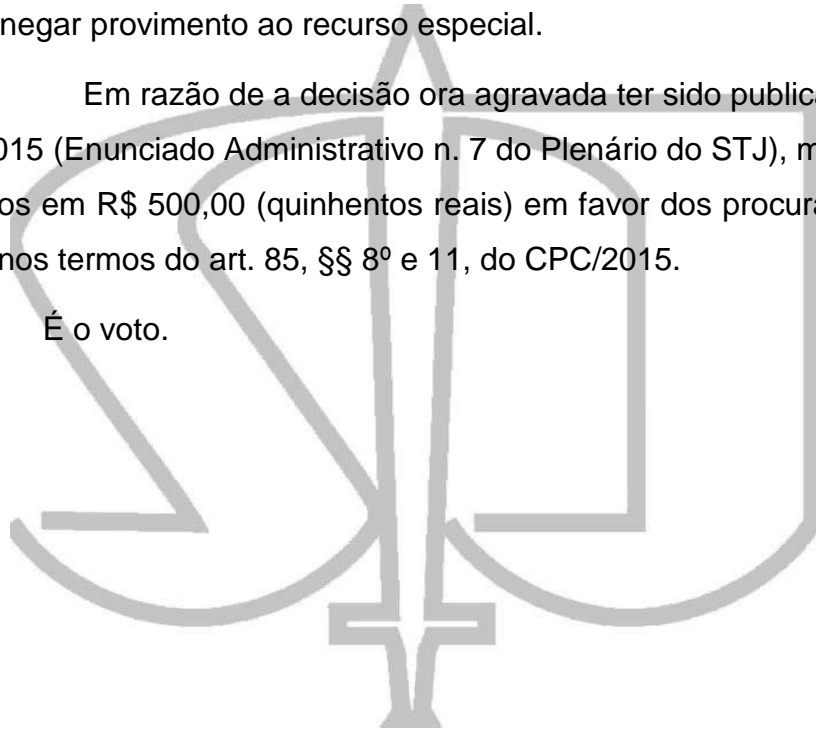 negar provimento ao recurso especial.
Em razão de a decisão ora agravada ter sido publica
015 (Enunciado Administrativo n. 7 do Plenário do STJ), m
os em R$ 500,00 (quinhentos reais) em favor dos procura
nos termos do art. 85, §§ 8º e 11, do CPC/2015.
É o voto.